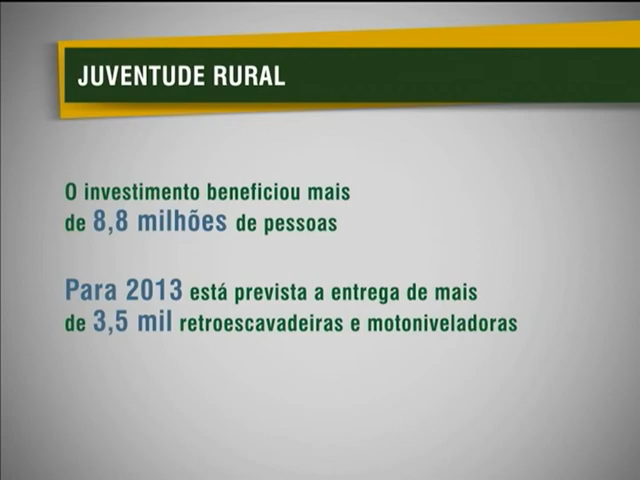 JUVENTUDE RURAL
O investimento beneficiou mais
de 8,8 milhões de pessoas
Para 2013 está prevista a entrega de mais
de 3,5 mil retroescavadeiras e motoniveladoras